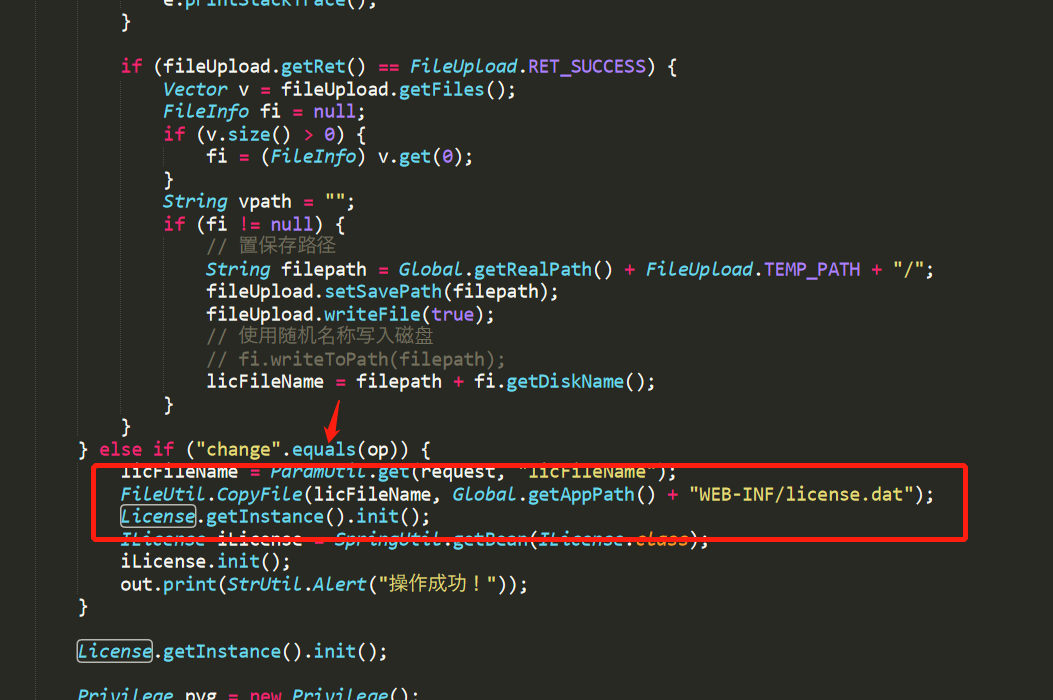 e.printStackTrace();
}
if (fileUpload.getRet() == FileUpload.RET_SUCCESS) {
Vector v = fileUpload.getFiles();
FileInfo fi = null;
if (v.size() > 0) {
fi = (FileInfo) v.get(0);
}
String vpath = "";
if (fi != null) {
// 置保存路径
String filepath = Global.getRealPath() + FileUpload.TEMP_PATH + "/";
fileUpload.setSavePath(filepath);
fileUpload.writeFile(true);
// 使用随机名称写入磁盘
// fi.writeToPath(filepath);
licFileName = filepath + fi.getDiskName();
}
}
} else if ("change".equals(op)) {
licFileName = ParamUtil.get(request, "licFileName");
FileUtil.CopyFile(licFileName, Global.getAppPath() + "WEB-INF/license.dat");
License.getInstance().init();
ILicense iLicense = SpringUtil.getBean(ILicense.class);
iLicense.init();
out.print(StrUtil.Alert("操作成功！"));
}
License.getInstance().init();
Privilege pvg = new Privilege();